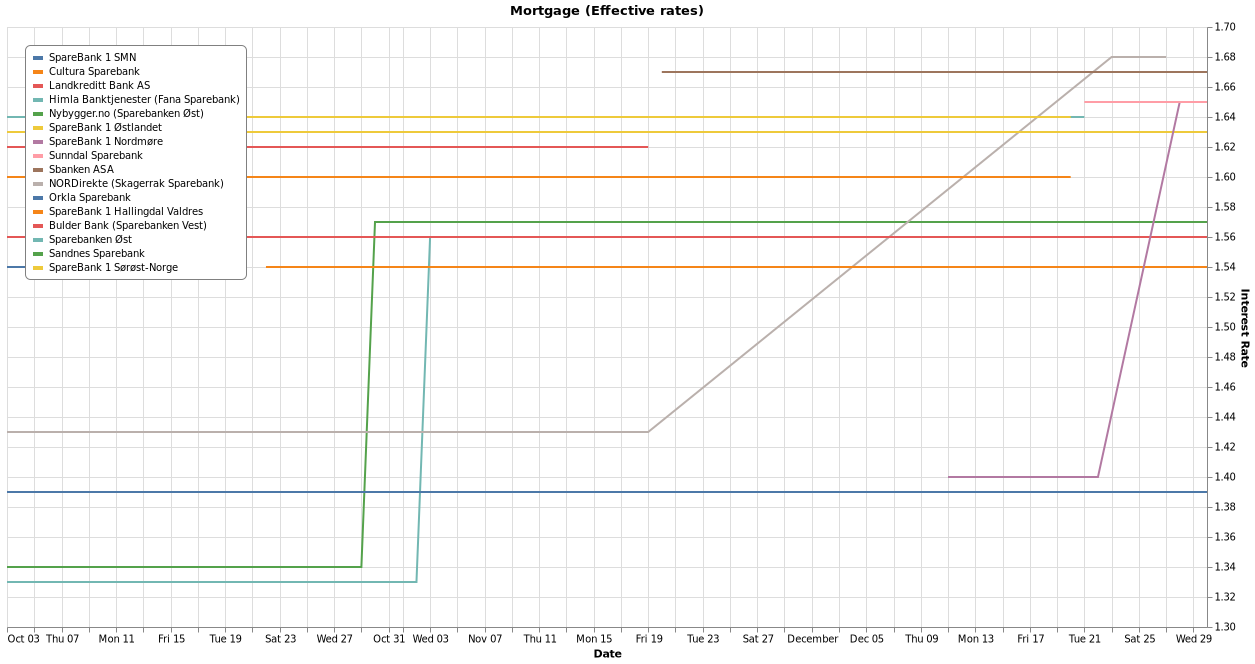 Mortgage (Effective rates)
SpareBank 1 SMN
Cultura Sparebank
Landkreditt Bank AS
Himla Banktjenester (Fana Sparebank)
Nybygger.no (Sparebanken Øst)
SpareBank 1 Østlandet
SpareBank 1 Nordmøre
Sunndal Sparebank
Sbanken ASA
NORDirekte (Skagerrak Sparebank)
Orkla Sparebank
SpareBank 1 Hallingdal Valdres
Bulder Bank (Sparebanken Vest)
Sparebanken Øst
Sandnes Sparebank
SpareBank 1 Sørøst-Norge
1.70
1.68
1.66
1.64
1.62
1.60
1.58
1.56
1.54
1.52
1.50
1.48
1.46
1.44
1.42
1.40
1.38
1.36
1.34
1.32
1.30
Interest Rate
Oct 03 Thu 07 Mon 11 Fri 15 Tue 19 Sat 23 Wed 27 Oct 31 Wed 03 Nov 07 Thu 11 Mon 15 Fri 19 Tue 23 Sat 27 December Dec 05 Thu 09 Mon 13 Fri 17 Tue 21 Sat 25 Wed 29
Date